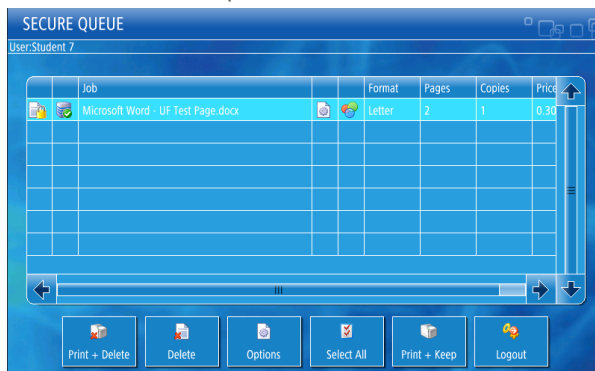 SECURE QUEUE
User:Student 7
Job Format Pages Copies Price
Microsoft Word - UF Test Page.docx Letter 2 1 0.30
Print + Delete Delete Options Select All Print + Keep Logout